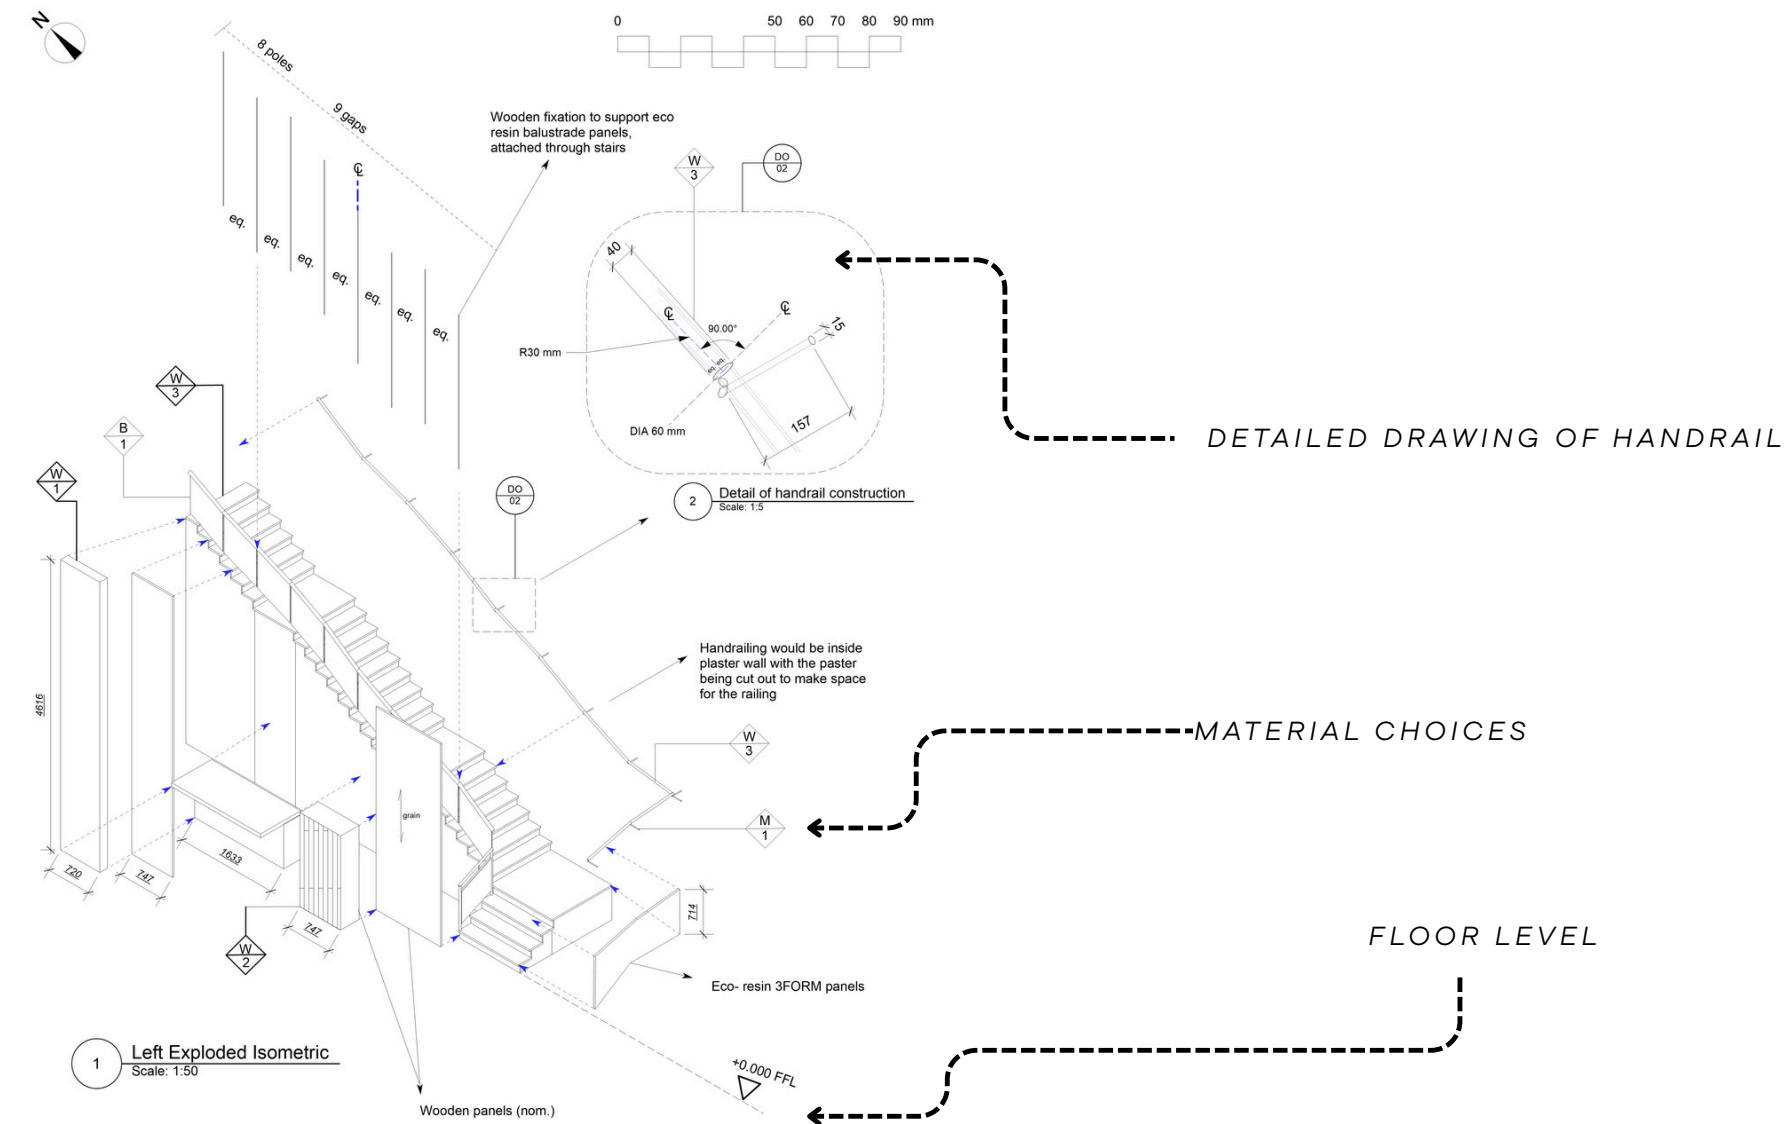 N
0 50 60 70 80 90 mm
8 poles
9 gaps
Wooden fixation to support eco
resin balustrade panels,
attached through stairs
W
3
DO
02
℄
eq.
eq.
eq.
eq.
eq.
eq.
eq.
40
℄
℄
90.00°
15
R30 mm
eq. eq.
157
DIA 60 mm
DETAILED DRAWING OF HANDRAIL
2
Detail of handrail construction
Scale: 1:5
W
3
B
1
W
1
DO
02
Handrailing would be inside
plaster wall with the paster
being cut out to make space
for the railing
4616
W
3
MATERIAL CHOICES
M
1
grain
1633
720
747
747
714
W
2
FLOOR LEVEL
Eco- resin 3FORM panels
1
Left Exploded Isometric
Scale: 1:50
+0.000 FFL
Wooden panels (nom.)